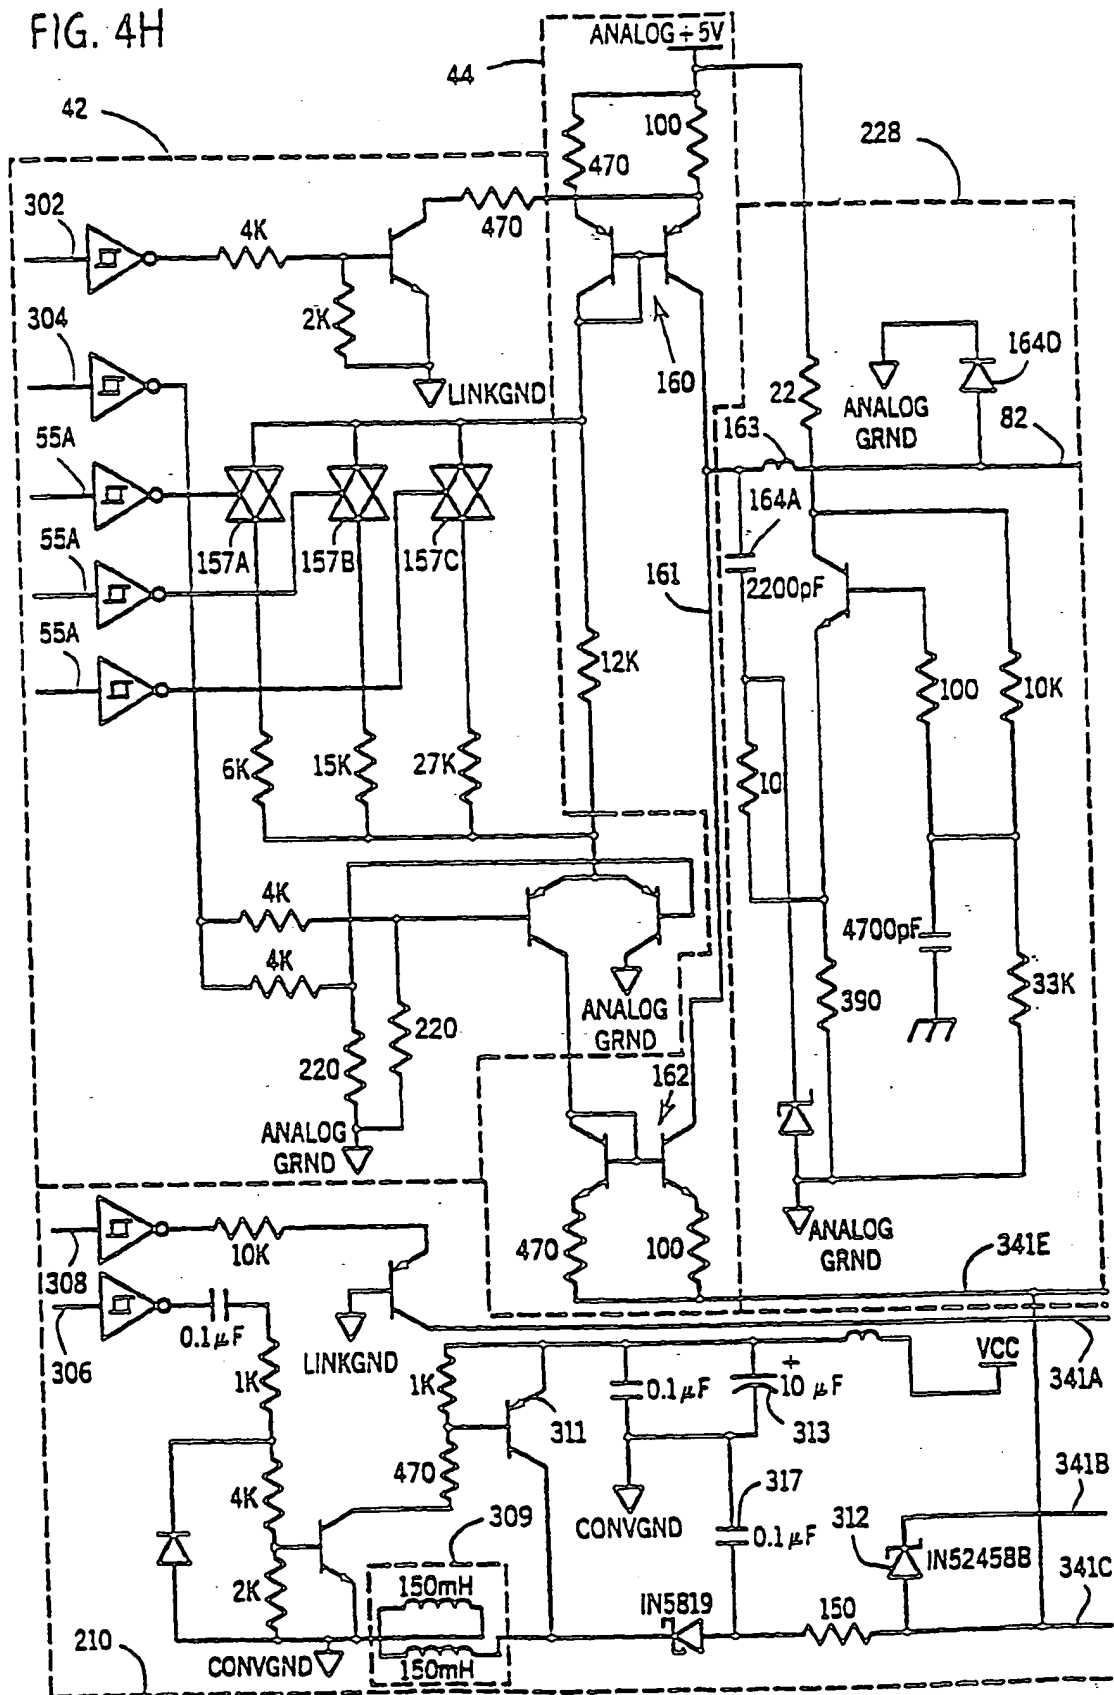 FIG. 4H
ANALOG +5V
44
42
100
470
228
302
4K
470
2K
304
LINKGND
160
164D
22
ANALOG
GRND
163
82
55A
164A
157A
157B
157C
55A
2200pF
161
55A
12K
100
10K
6K
15K
27K
10
4K
4700pF
4K
390
33K
220
ANALOG
GRND
220
162
ANALOG
GRND
10K
470
100
ANALOG
GRND
341E
308
0.1µF
LINKGND
306
1K
1K
0.1µF
+
10 µF
VCC
341A
311
313
470
4K
309
317
341B
CONVGND
0.1µF
312
IN52458B
2K
150mH
IN5819
150
341C
210
CONVGND
150mH